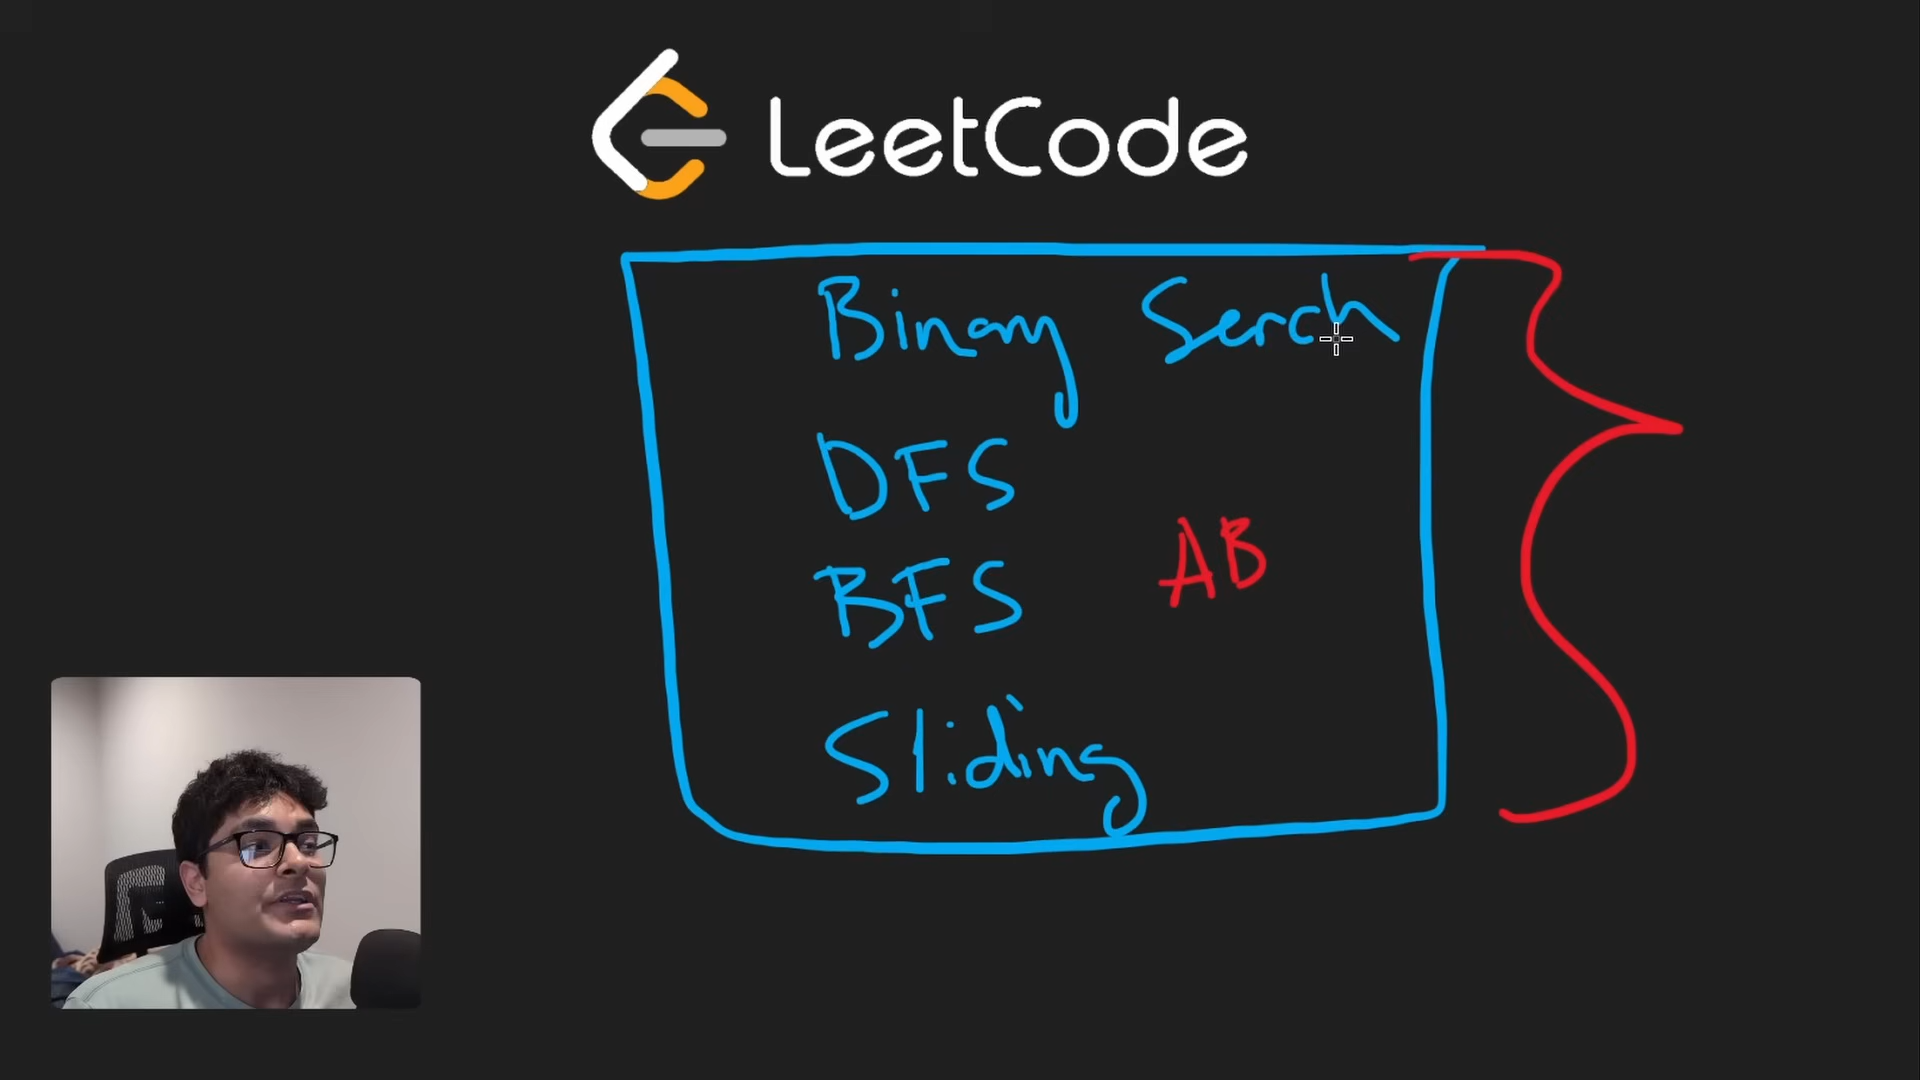 LeetCode
Binary Serch
DFS
BFS
AB
Sliding